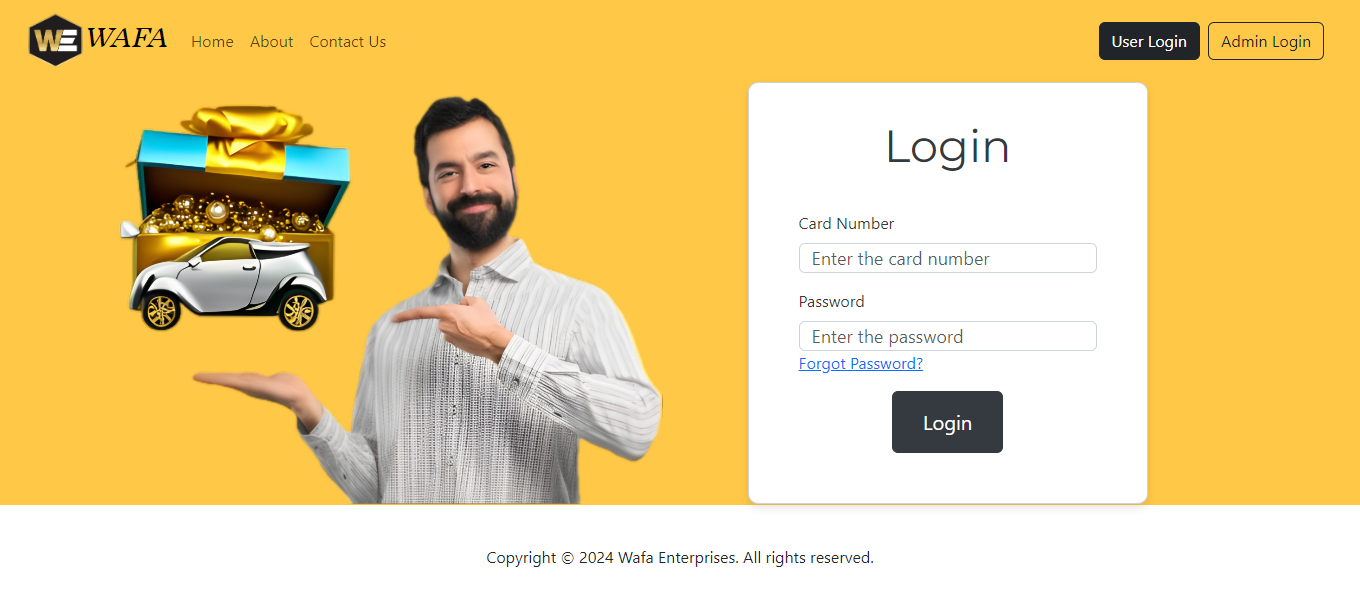 WE WAFA Home About Contact Us User Login Admin Login
Login
Card Number
Enter the card number
Password
Enter the password
Forgot Password?
Login
Copyright © 2024 Wafa Enterprises. All rights reserved.